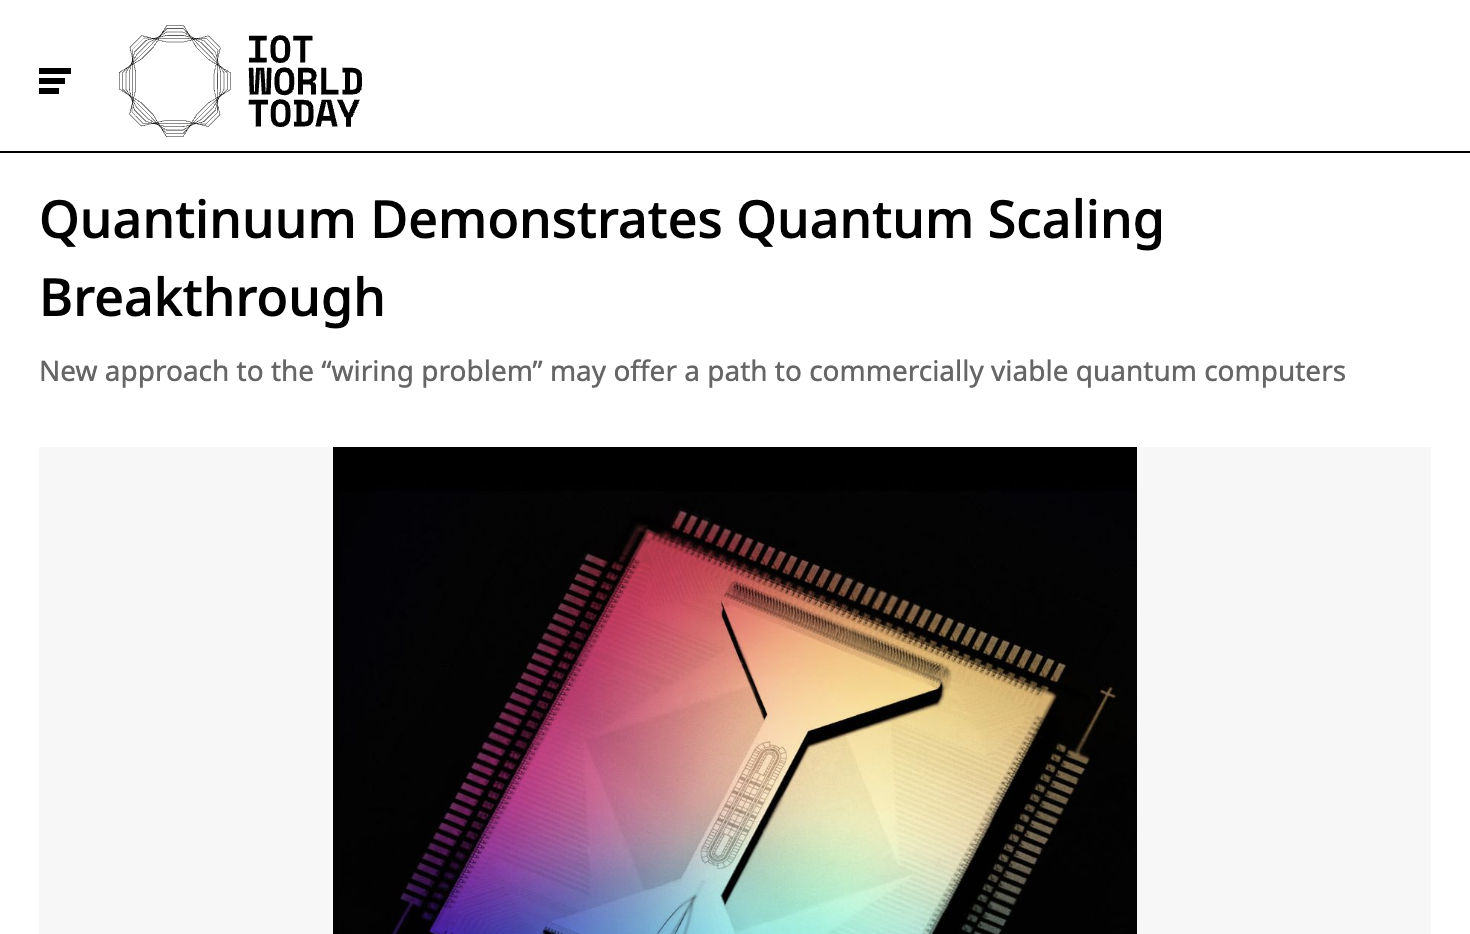 IOT
WORLD
TODAY
Quantinuum Demonstrates Quantum Scaling
Breakthrough
New approach to the “wiring problem” may offer a path to commercially viable quantum computers